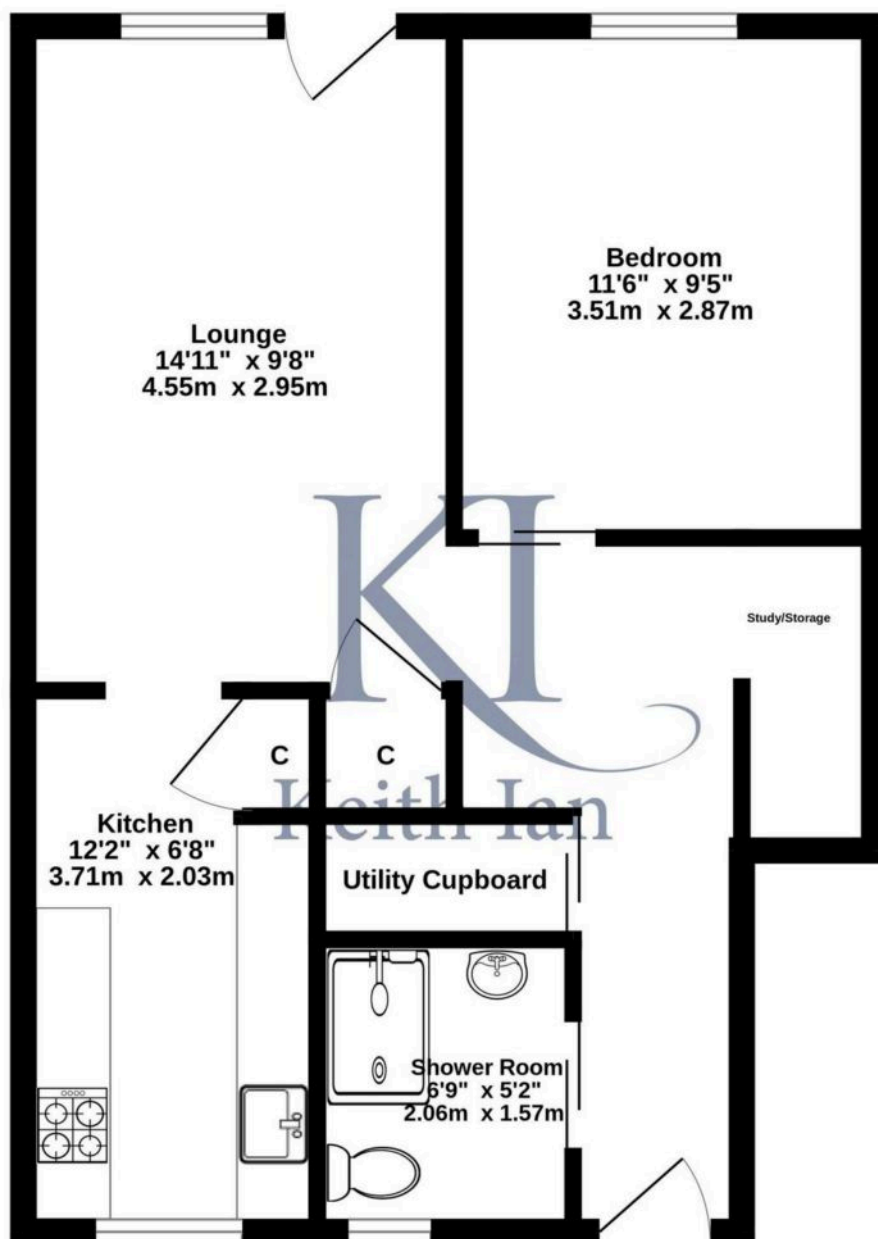 Bedroom
11'6" x 9'5"
3.51m x 2.87m
Lounge
14'11" x 9'8"
4.55m x 2.95m
KI
Study/Storage
C
C
Keith Ian
Kitchen
12'2" x 6'8"
3.71m x 2.03m
Utility Cupboard
Shower Room
6'9" x 5'2"
2.06m x 1.57m